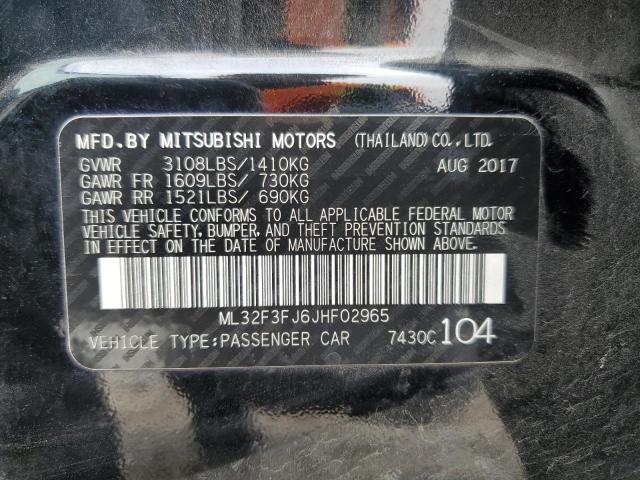 MFD.BY MITSUBISHI MOTORS (THAILAND)CO.,LTD.
GVWR 3108LBS/1410KG AUG 2017
GAWR FR 1609LBS/ 730KG
GAWR RR 1521LBS/ 690KG
THIS VEHICLE CONFORMS TO ALL APPLICABLE FEDERAL MOTOR
VEHICLE SAFETY, BUMPER, AND THEFT PREVENTION STANDARDS
IN EFFECT ON THE DATE OF MANUFACTURE SHOWN ABOVE.
ML32F3FJ6JHF02965
VEHICLE TYPE:PASSENGER CAR 7430C 104